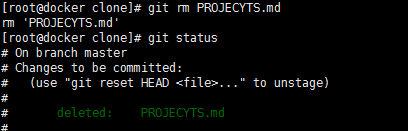 [root@docker clone]# git rm PROJECYTS.md
rm 'PROJECYTS.md'
[root@docker clone]# git status
# On branch master
# Changes to be committed:
#   (use "git reset HEAD <file>..." to unstage)
#
#       deleted:    PROJECYTS.md
#